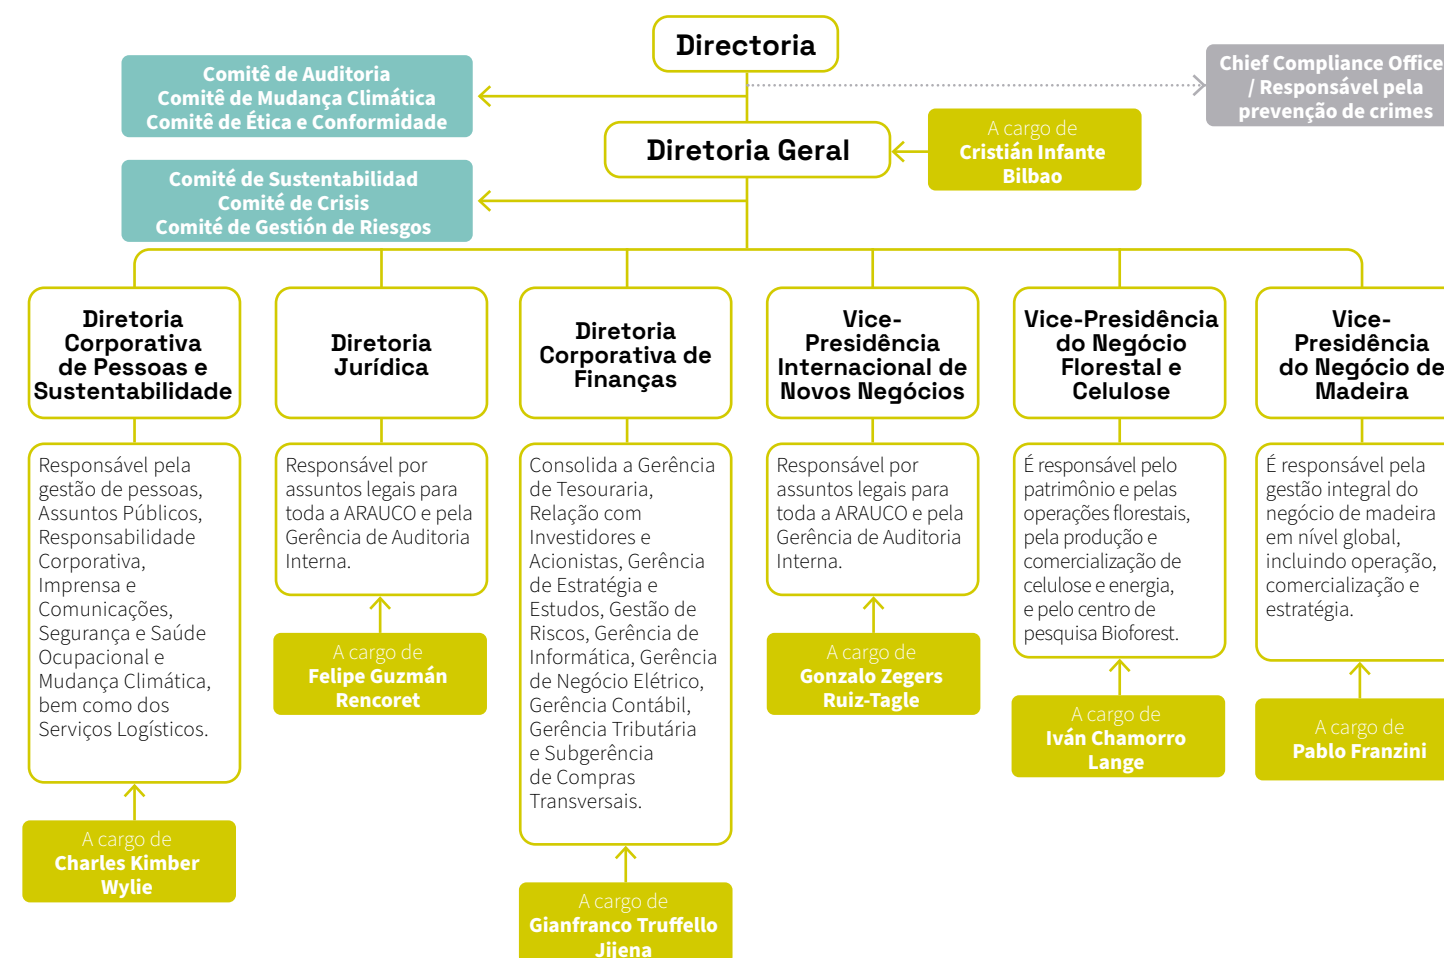 Directoria
Comitê de Auditoria
Comitê de Mudança Climática
Comitê de Ética e Conformidade
Chief Compliance Office
/ Responsável pela
prevenção de crimes
Diretoria Geral
A cargo de
Cristián Infante
Bilbao
Comité de Sustentabilidad
Comité de Crisis
Comité de Gestión de Riesgos
Diretoria
Corporativa
de Pessoas e
Sustentabilidade
Responsável pela
gestão de pessoas,
Assuntos Públicos,
Responsabilidade
Corporativa,
Imprensa e
Comunicações,
Segurança e Saúde
Ocupacional e
Mudança Climática,
bem como dos
Serviços Logísticos.
A cargo de
Charles Kimber
Wylie
Diretoria
Jurídica
Responsável por
assuntos legais para
toda a ARAUCO e pela
Gerência de Auditoria
Interna.
A cargo de
Felipe Guzmán
Rencoret
Diretoria
Corporativa de
Finanças
Consolida a Gerência
de Tesouraria,
Relação com
Investidores e
Acionistas, Gerência
de Estratégia e
Estudos, Gestão de
Riscos, Gerência de
Informática, Gerência
de Negócio Elétrico,
Gerência Contábil,
Gerência Tributária
e Subgerência
de Compras
Transversais.
A cargo de
Gianfranco Truffello
Jijena
Vice-
Presidência
Internacional de
Novos Negócios
Responsável por
assuntos legais para
toda a ARAUCO e pela
Gerência de Auditoria
Interna.
A cargo de
Gonzalo Zegers
Ruiz-Tagle
Vice-Presidência
do Negócio
Florestal e
Celulose
É responsável pelo
patrimônio e pelas
operações florestais,
pela produção e
comercialização de
celulose e energia,
e pelo centro de
pesquisa Bioforest.
A cargo de
Iván Chamorro
Lange
Vice-
Presidência
do Negócio de
Madeira
É responsável pela
gestão integral do
negócio de madeira
em nível global,
incluindo operação,
comercialização e
estratégia.
A cargo de
Pablo Franzini